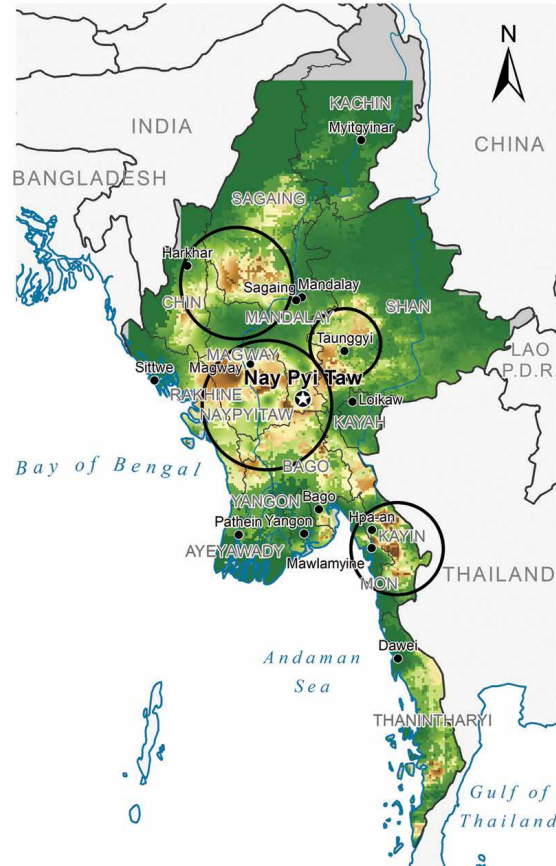 N
KACHIN
Myitgyinar
INDIA
CHINA
BANGLADESH
SAGAING
Harkhar
Sagaing
Mandalay
CHIN
SHAN
MANDALAY
Taunggyi
MAGWAY
LAO
P.D.R.
Sittwe
Magway
Nay Pyi Taw
RAKHINE
Loikaw
NAYPYITAW
KAYAH
Bay of Bengal
BAGO
YANGON
Bago
Pathein
Yangon
Hpa-an
KAYIN
AYEYAWADY
Mawlamyine
MON
THAILAND
Dawei
Andaman
Sea
THANINTHARYI
Gulf of
Thailand